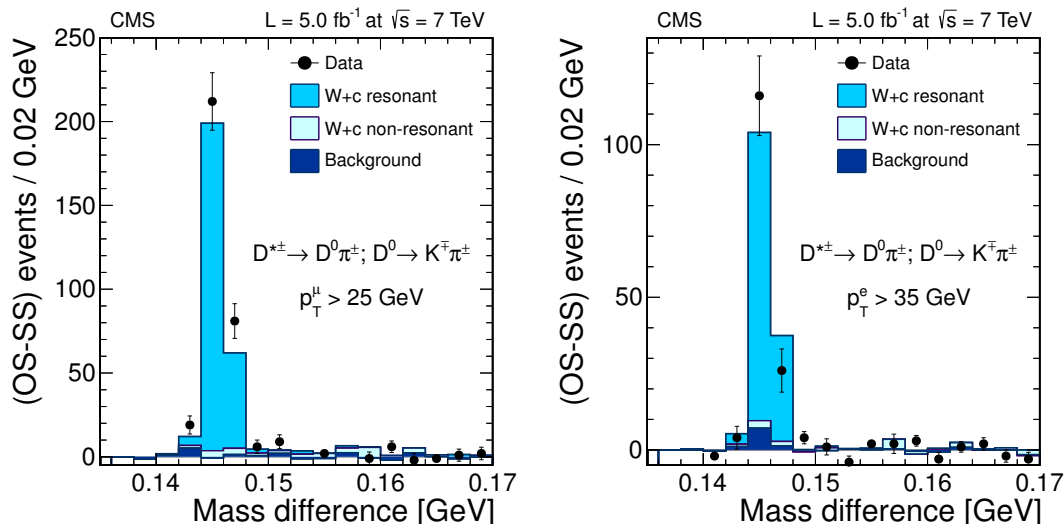 CMS L = 5.0 fb⁻¹ at √s = 7 TeV
(OS-SS) events / 0.02 GeV
250
200
150
100
50
0
Data
W+c resonant
W+c non-resonant
Background
D*± → D⁰π±; D⁰ → K∓π±
p_T^μ > 25 GeV
0.14 0.15 0.16 0.17
Mass difference [GeV]
CMS L = 5.0 fb⁻¹ at √s = 7 TeV
(OS-SS) events / 0.02 GeV
100
50
0
Data
W+c resonant
W+c non-resonant
Background
D*± → D⁰π±; D⁰ → K∓π±
p_T^e > 35 GeV
0.14 0.15 0.16 0.17
Mass difference [GeV]